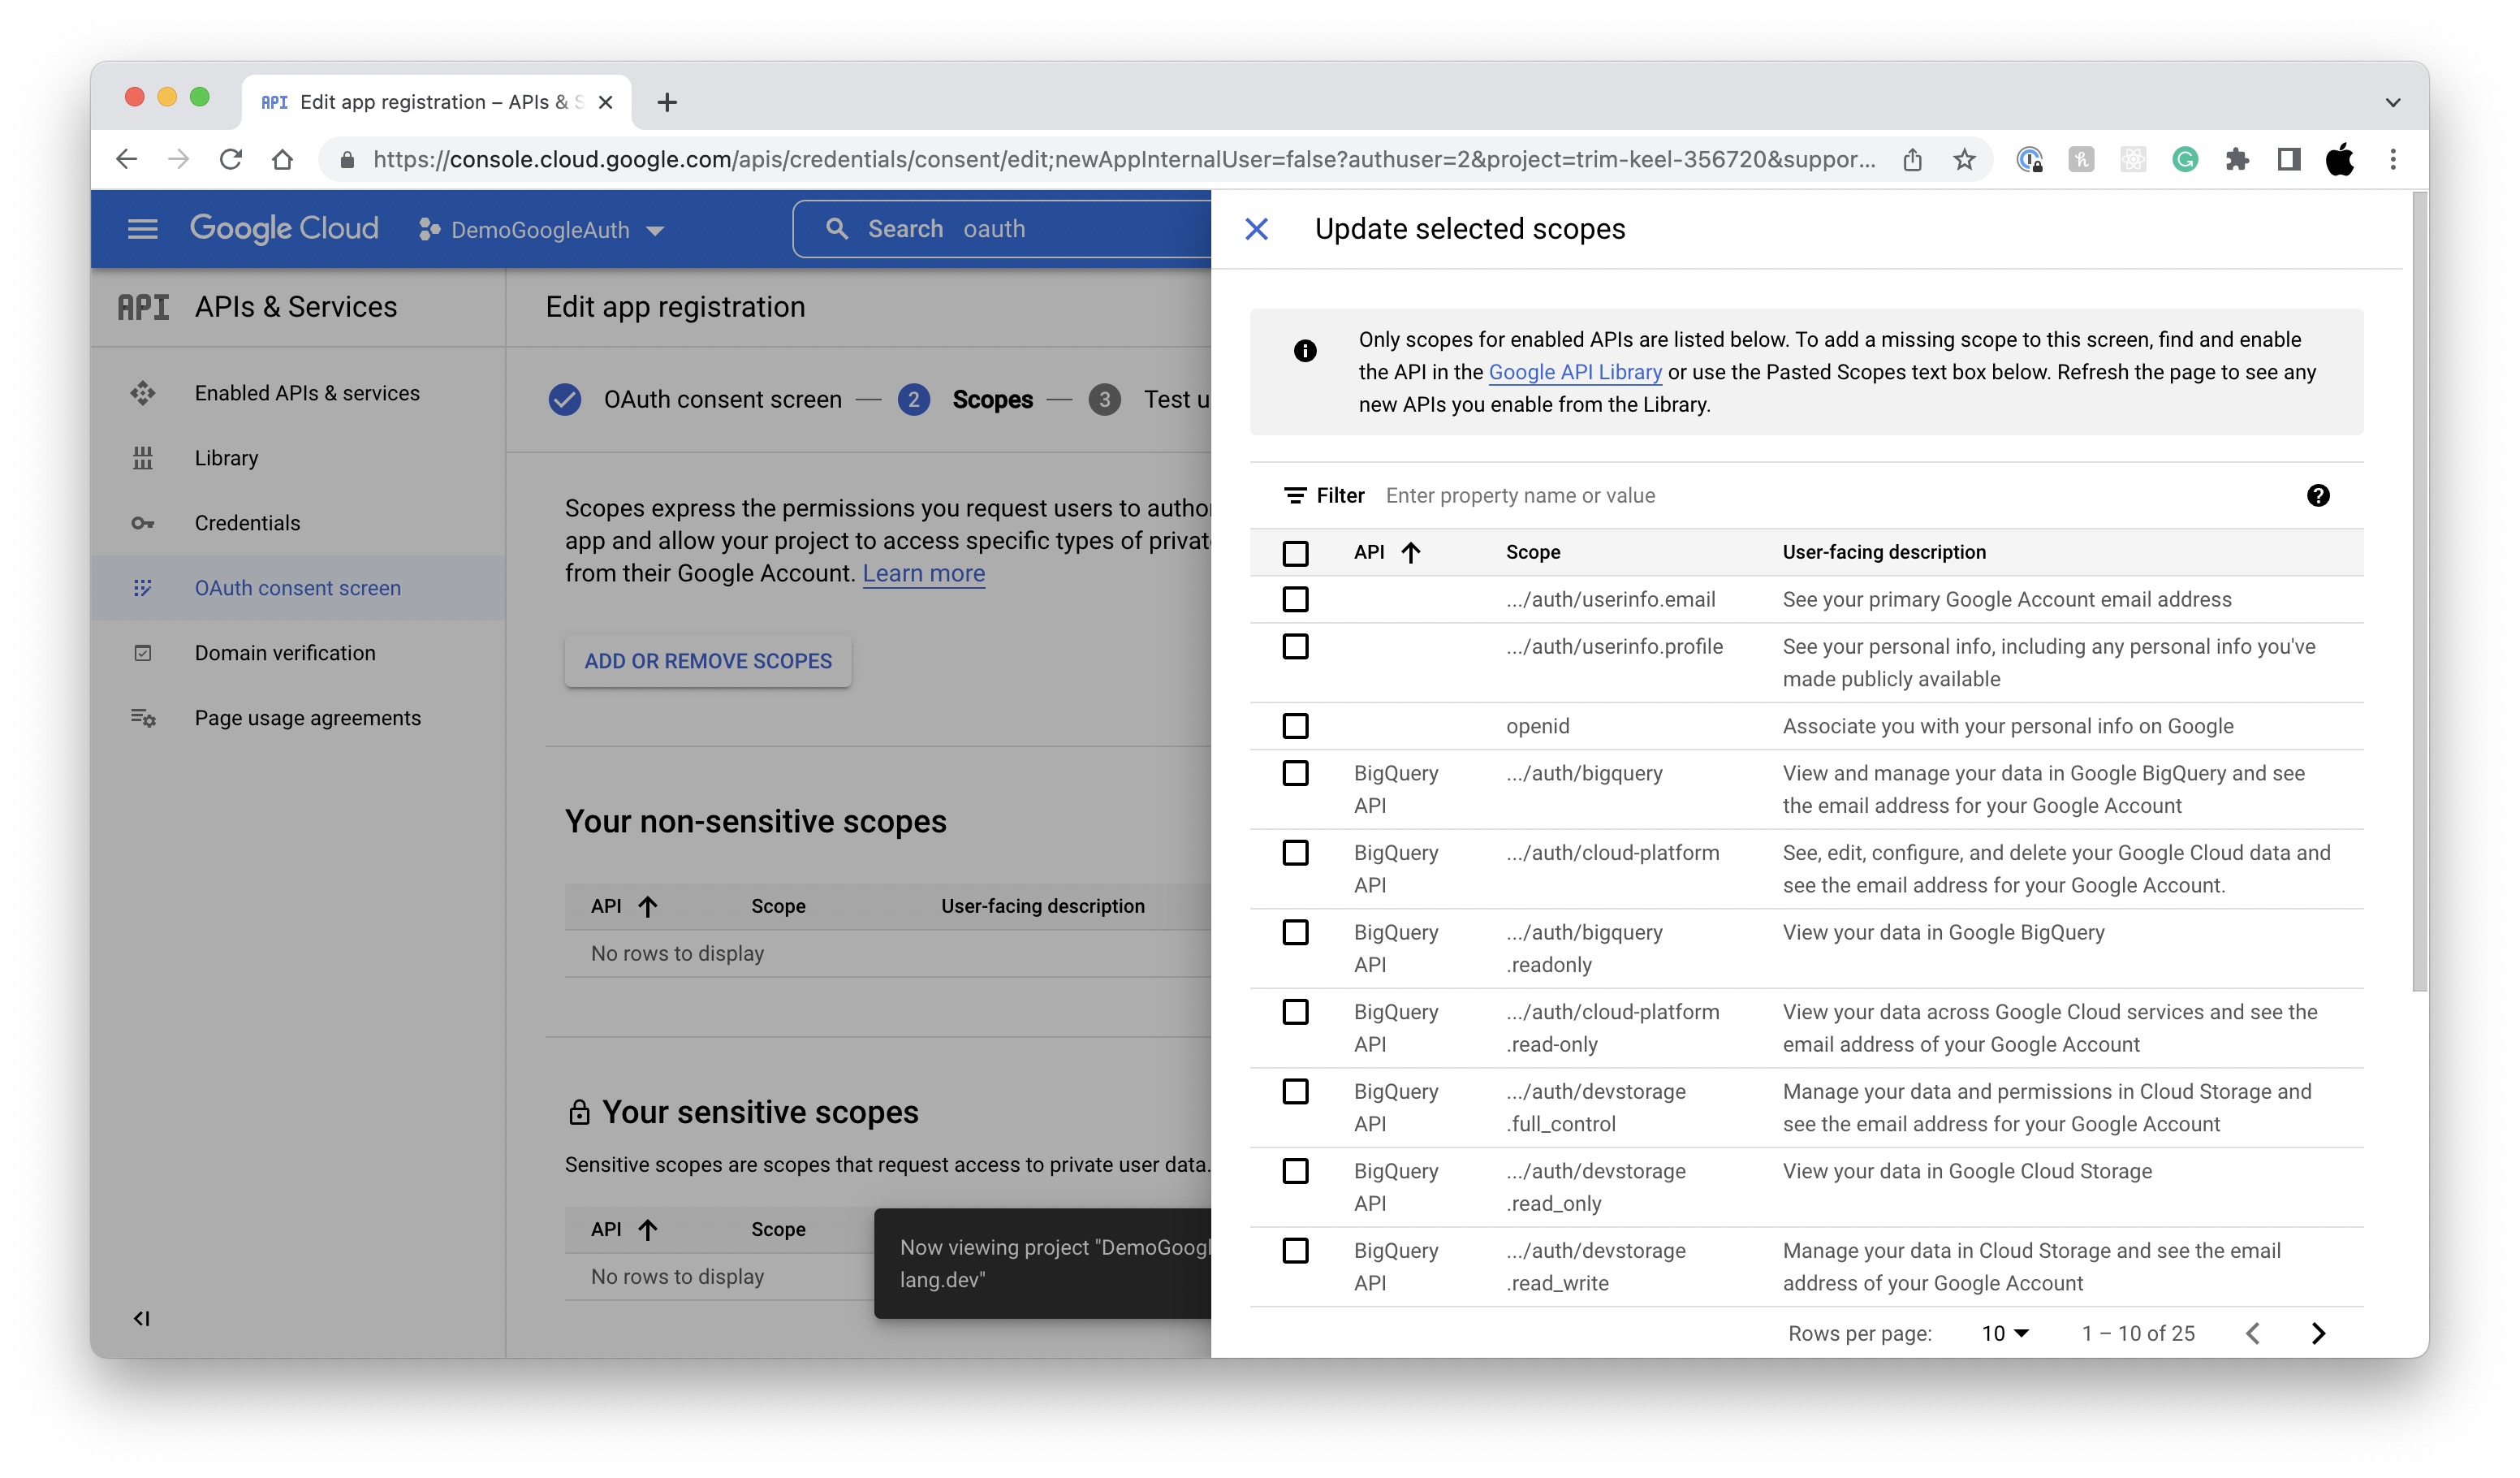 API Edit app registration – APIs & S
https://console.cloud.google.com/apis/credentials/consent/edit;newAppInternalUser=false?authuser=2&project=trim-keel-356720&suppor...
Google Cloud
DemoGoogleAuth
Search oauth
API APIs & Services
Enabled APIs & services
Library
Credentials
OAuth consent screen
Domain verification
Page usage agreements
Edit app registration
OAuth consent screen — 2 Scopes — 3 Test u
Scopes express the permissions you request users to autho
app and allow your project to access specific types of privat
from their Google Account. Learn more
ADD OR REMOVE SCOPES
Your non-sensitive scopes
API Scope User-facing description
No rows to display
Your sensitive scopes
Sensitive scopes are scopes that request access to private user data.
API Scope
No rows to display
Now viewing project "DemoGoogl
lang.dev"
Update selected scopes
Only scopes for enabled APIs are listed below. To add a missing scope to this screen, find and enable
the API in the Google API Library or use the Pasted Scopes text box below. Refresh the page to see any
new APIs you enable from the Library.
Filter Enter property name or value
API Scope User-facing description
.../auth/userinfo.email See your primary Google Account email address
.../auth/userinfo.profile See your personal info, including any personal info you've
made publicly available
openid Associate you with your personal info on Google
BigQuery .../auth/bigquery View and manage your data in Google BigQuery and see
API the email address for your Google Account
BigQuery .../auth/cloud-platform See, edit, configure, and delete your Google Cloud data and
API see the email address for your Google Account.
BigQuery .../auth/bigquery View your data in Google BigQuery
API .readonly
BigQuery .../auth/cloud-platform View your data across Google Cloud services and see the
API .read-only email address of your Google Account
BigQuery .../auth/devstorage Manage your data and permissions in Cloud Storage and
API .full_control see the email address for your Google Account
BigQuery .../auth/devstorage View your data in Google Cloud Storage
API .read_only
BigQuery .../auth/devstorage Manage your data in Cloud Storage and see the email
API .read_write address of your Google Account
Rows per page: 10 1 – 10 of 25